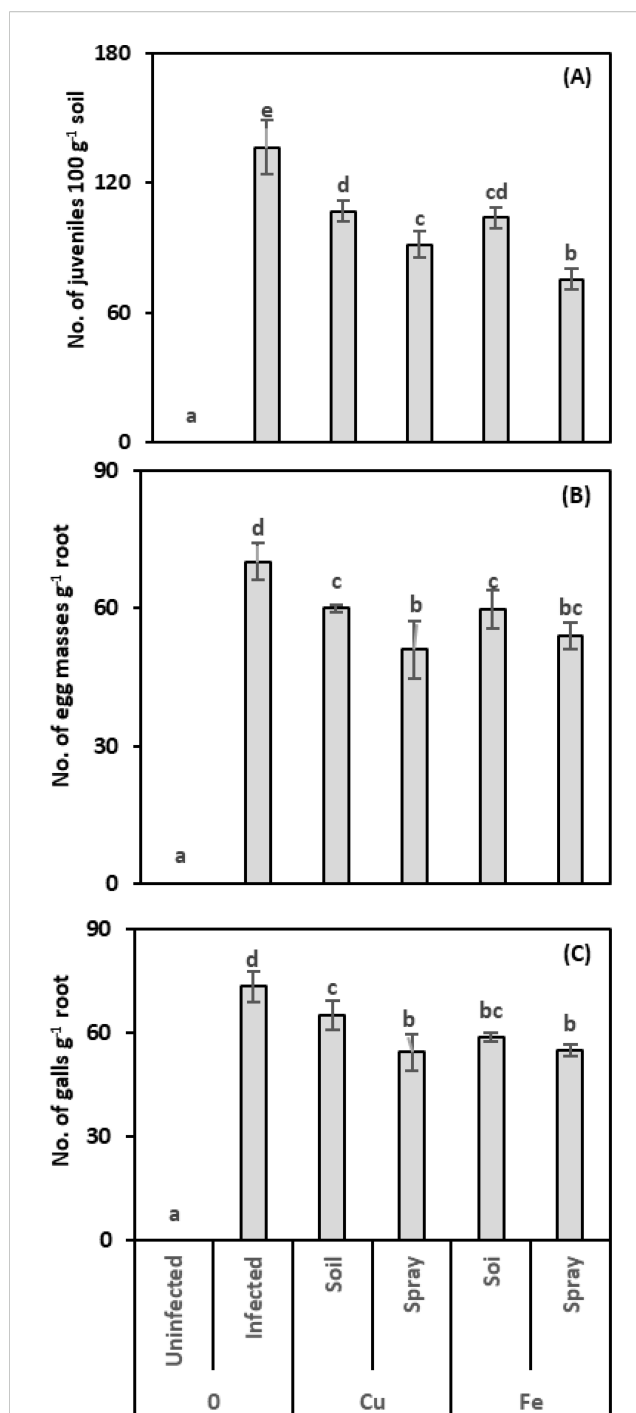 180
(A)
e
No. of juveniles 100 g⁻¹ soil
120
d
c
cd
b
60
a
0
90
(B)
d
No. of egg masses g⁻¹ root
60
c
b
c
bc
30
a
0
90
(C)
d
No. of galls g⁻¹ root
c
b
bc
b
60
30
a
0
Uninfected Infected Soil Spray Soi Spray
0 Cu Fe